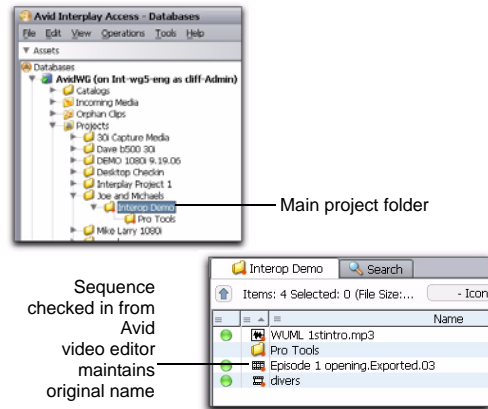 Avid Interplay Access - Databases
File Edit View Operations Tools Help
Assets
Databases
AvidWG (on Int-wg5-eng as cliff-Admin)
Catalogs
Incoming Media
Orphan Clips
Projects
30i Capture Media
Dave b500 30i
DEMO 1080i 9.19.06
Desktop Checkin
Interplay Project 1
Joe and Michaels
Interop Demo
Pro Tools
Mike Larry 1080i
Main project folder
Interop Demo Search
Items: 4 Selected: 0 (File Size:... - Icon
Name
WUML 1stintro.mp3
Pro Tools
Episode 1 opening.Exported.03
divers
Sequence
checked in from
Avid
video editor
maintains
original name